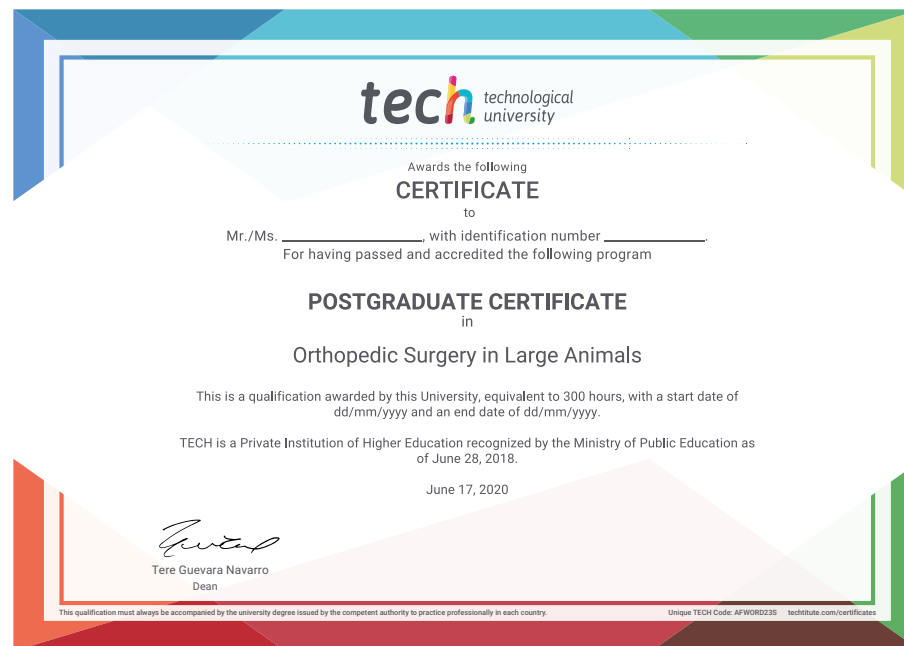 tech technological
university
Awards the following
CERTIFICATE
to
Mr./Ms. ____________________, with identification number ______________.
For having passed and accredited the following program
POSTGRADUATE CERTIFICATE
in
Orthopedic Surgery in Large Animals
This is a qualification awarded by this University, equivalent to 300 hours, with a start date of
dd/mm/yyyy and an end date of dd/mm/yyyy.
TECH is a Private Institution of Higher Education recognized by the Ministry of Public Education as
of June 28, 2018.
June 17, 2020
Tere Guevara Navarro
Dean
This qualification must always be accompanied by the university degree issued by the competent authority to practice professionally in each country. Unique TECH Code: AFWORD23S techtitute.com/certificates